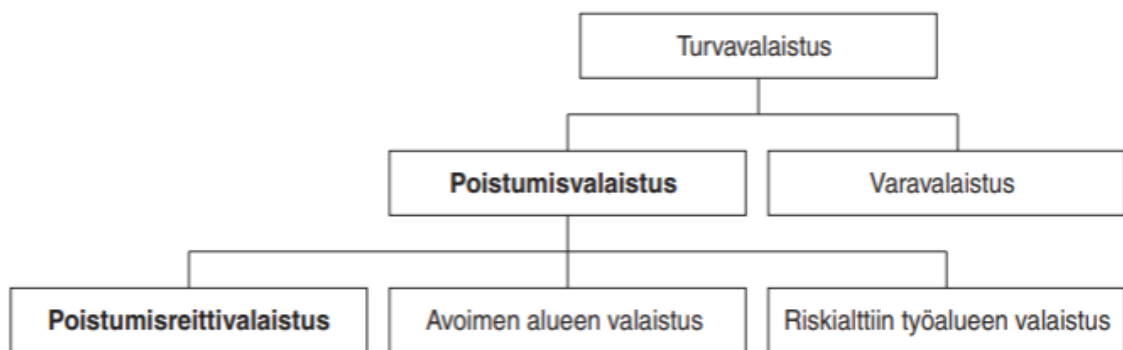 Turvavalaistus
Poistumisvalaistus
Varavalaistus
Poistumisreittivalaistus
Avoimen alueen valaistus
Riskialttiin työalueen valaistus